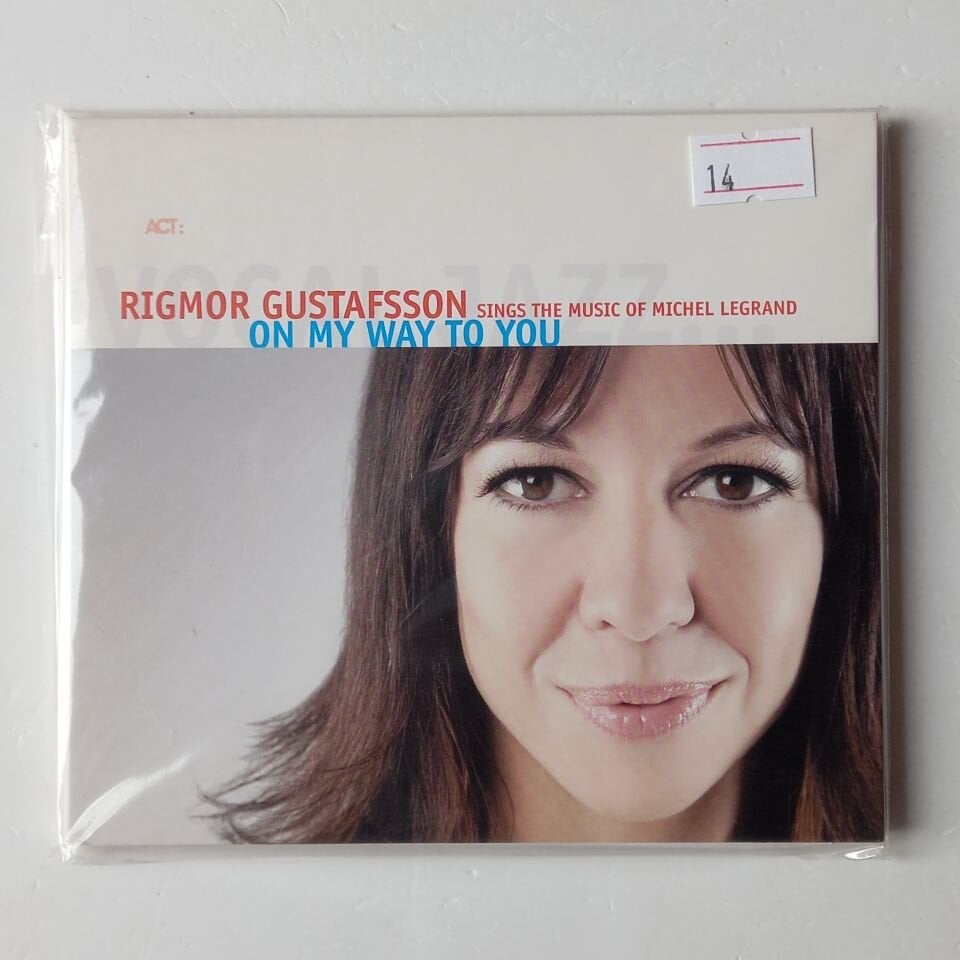 14
ACT:
VOCAL JAZZ...
RIGMOR GUSTAFSSON SINGS THE MUSIC OF MICHEL LEGRAND
ON MY WAY TO YOU